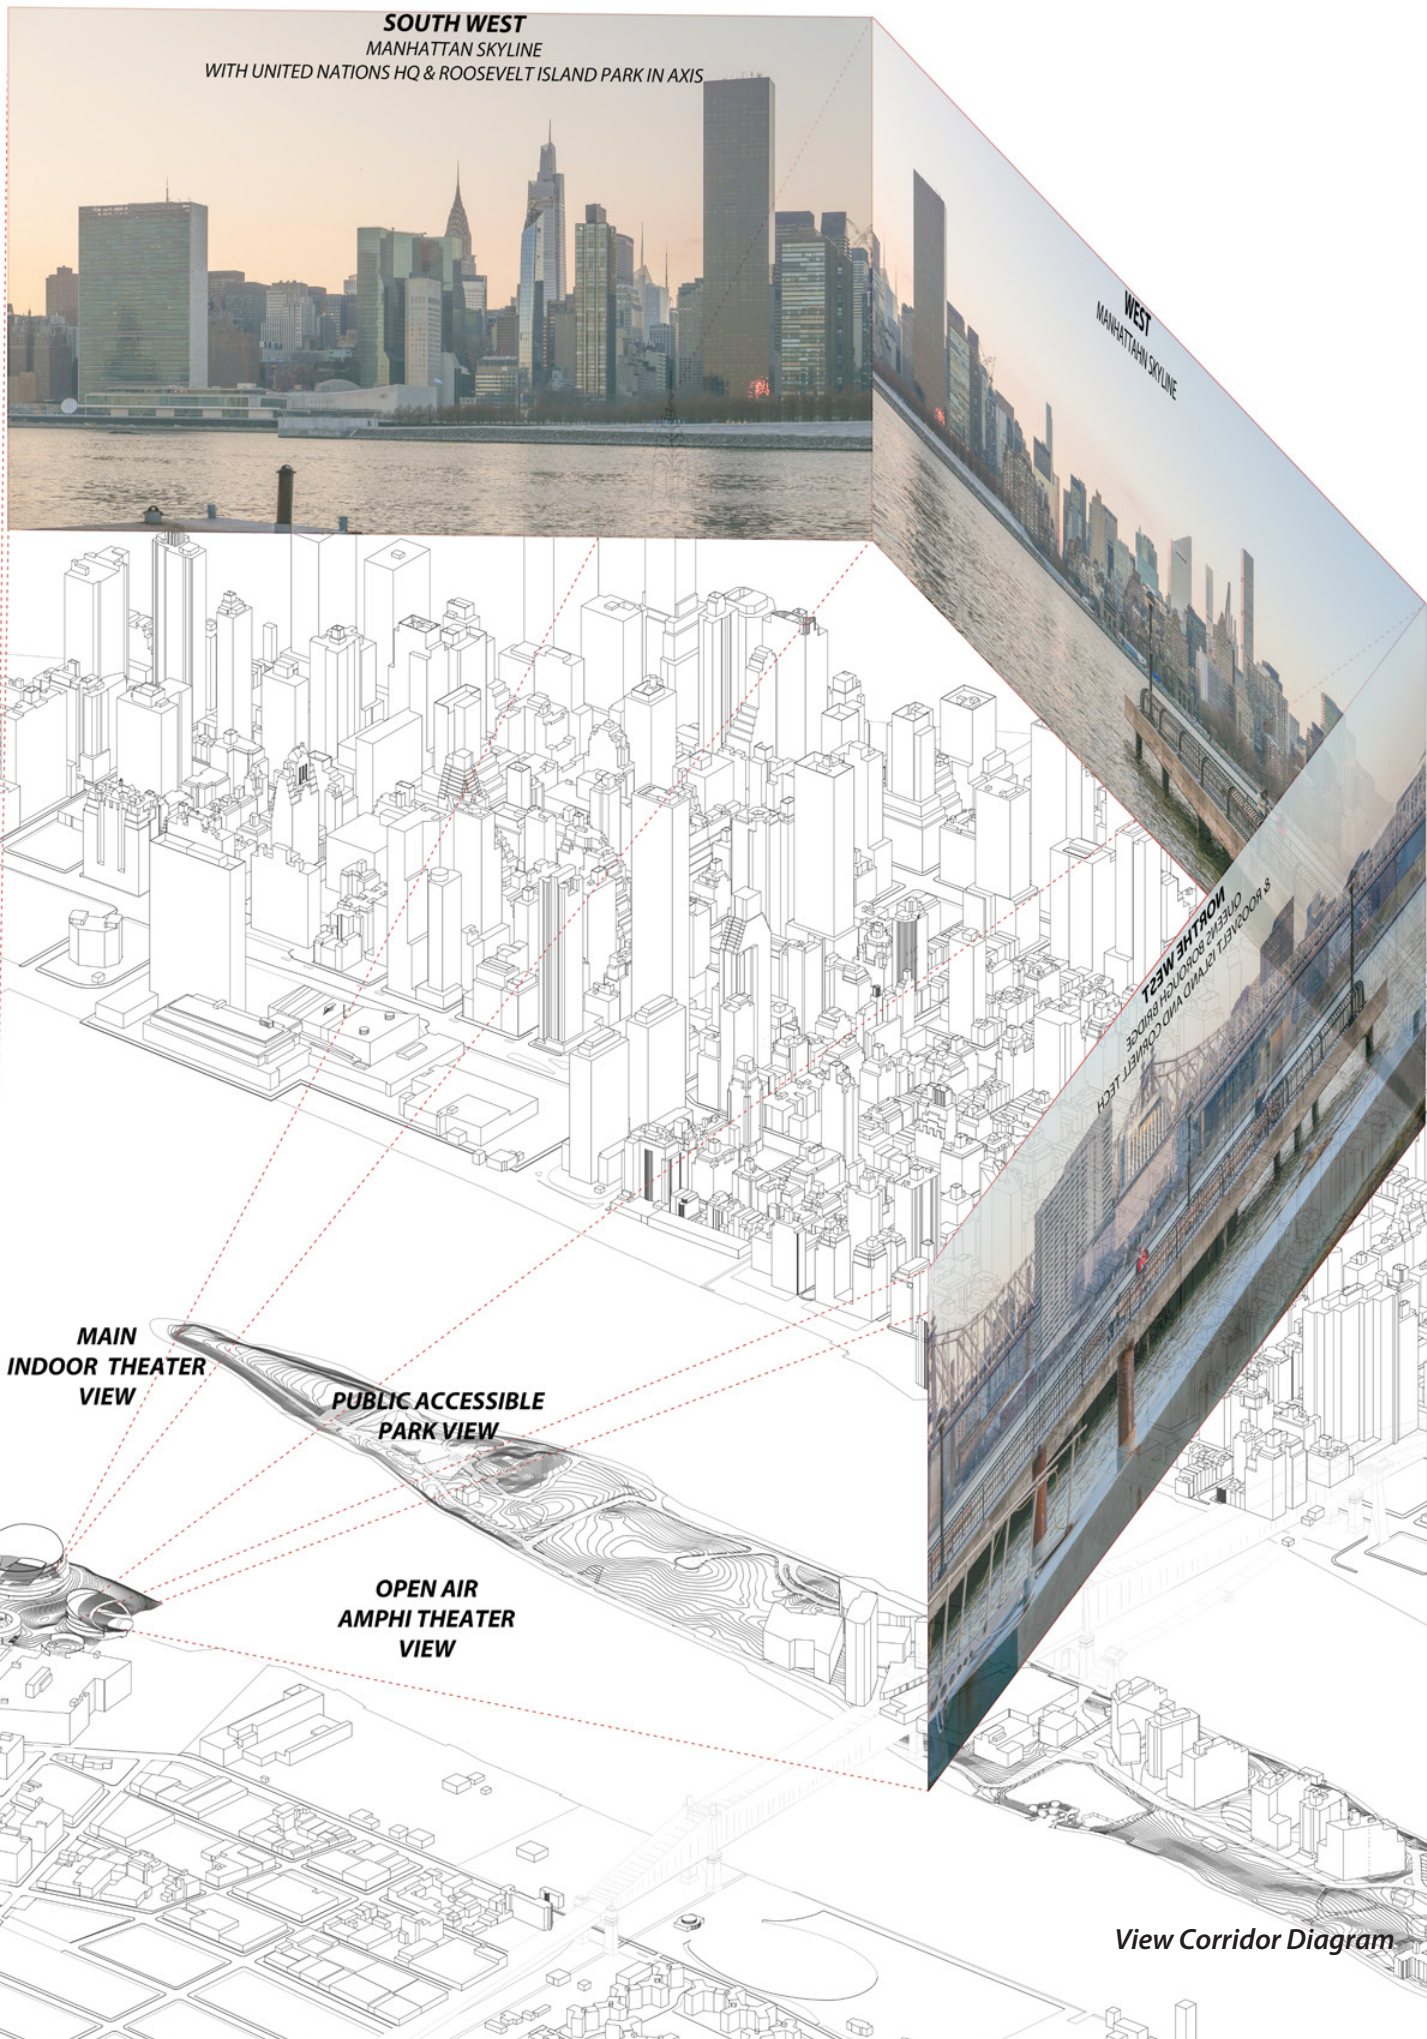 SOUTH WEST
MANHATTAN SKYLINE
WITH UNITED NATIONS HQ & ROOSEVELT ISLAND PARK IN AXIS
WEST
MANHATTAHN SKYLINE
NORTHE WEST
QUEENS BOROUGH BRIDGE
& ROOSVELT ISLAND AND CORNELL TECH
MAIN
INDOOR THEATER
VIEW
PUBLIC ACCESSIBLE
PARK VIEW
OPEN AIR
AMPHI THEATER
VIEW
View Corridor Diagram